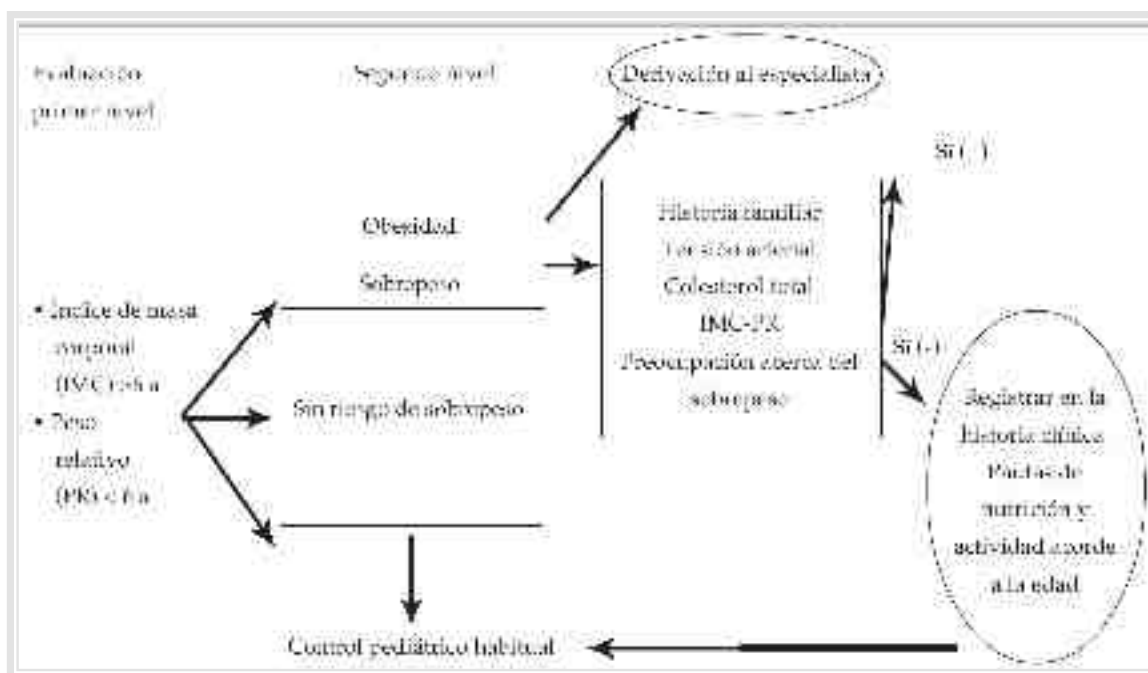 Evaluación
primer nivel
Segundo nivel
Derivación al especialista
Obesidad
Sobrepeso
Sin riesgo de sobrepeso
• Índice de masa
corporal
(IMC) >6 a
• Peso
relativo
(PR) < 6 a
Historia familiar
Tensión arterial
Colesterol total
IMC-PR
Preocupación acerca del
sobrepeso
Si (
Si (-)
Registrar en la
historia clínica
Pautas de
nutrición y
actividad acorde
a la edad
Control pediátrico habitual